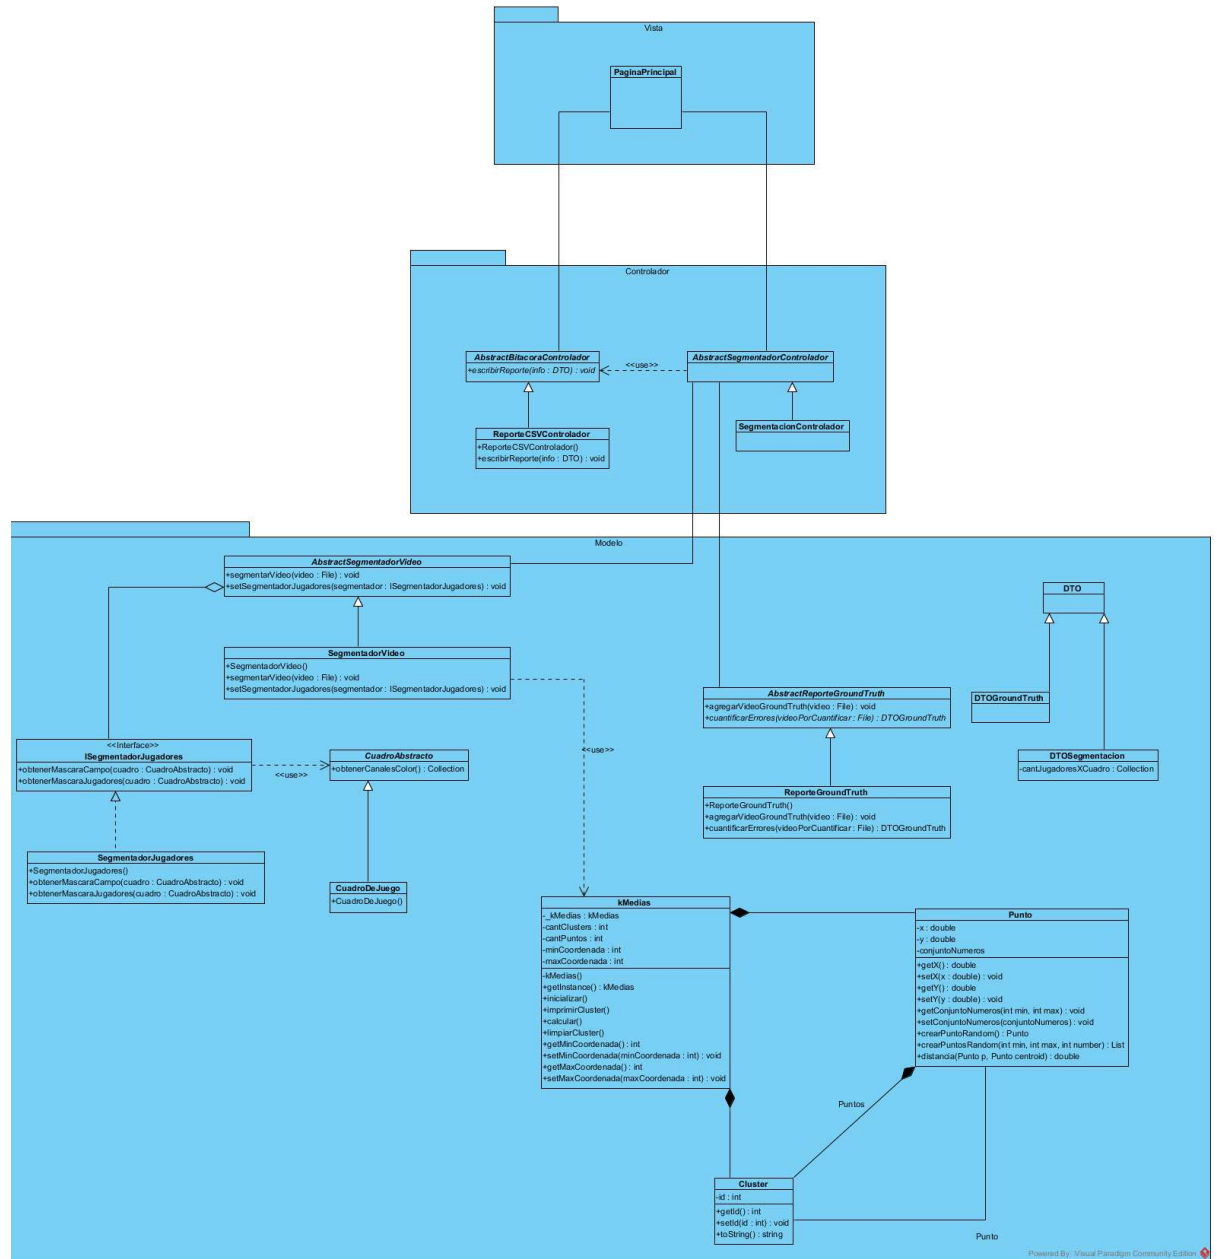 Vista
PaginaPrincipal
Controlador
AbstractBitacoraControlador
+escribirReporte(info : DTO) : void
<<use>>
AbstractSegmentadorControlador
ReporteCSVControlador
+ReporteCSVControlador()
+escribirReporte(info : DTO) : void
SegmentacionControlador
Modelo
AbstractSegmentadorVideo
+segmentarVideo(video : File) : void
+setSegmentadorJugadores(segmentador : ISegmentadorJugadores) : void
SegmentadorVideo
+SegmentadorVideo()
+segmentarVideo(video : File) : void
+setSegmentadorJugadores(segmentador : ISegmentadorJugadores) : void
DTO
DTOGroundTruth
DTOSegmentacion
-cantJugadoresXCuadro : Collection
AbstractReporteGroundTruth
+agregarVideoGroundTruth(video : File) : void
+cuantificarErrores(videoPorCuantificar : File) : DTOGroundTruth
ReporteGroundTruth
+ReporteGroundTruth()
+agregarVideoGroundTruth(video : File) : void
+cuantificarErrores(videoPorCuantificar : File) : DTOGroundTruth
<<Interface>>
ISegmentadorJugadores
+obtenerMascaraCampo(cuadro : CuadroAbstracto) : void
+obtenerMascaraJugadores(cuadro : CuadroAbstracto) : void
<<use>>
CuadroAbstracto
+obtenerCanalesColor() : Collection
<<use>>
SegmentadorJugadores
+SegmentadorJugadores()
+obtenerMascaraCampo(cuadro : CuadroAbstracto) : void
+obtenerMascaraJugadores(cuadro : CuadroAbstracto) : void
CuadroDeJuego
+CuadroDeJuego()
kMedias
-_kMedias : kMedias
-cantClusters : int
-cantPuntos : int
-minCoordenada : int
-maxCoordenada : int
-kMedias()
+getInstance() : kMedias
+inicializar()
+imprimirCluster()
+calcular()
+limpiarCluster()
+getMinCoordenada() : int
+setMinCoordenada(minCoordenada : int) : void
+getMaxCoordenada() : int
+setMaxCoordenada(maxCoordenada : int) : void
Punto
-x : double
-y : double
-conjuntoNumeros
+getX() : double
+setX(x : double) : void
+getY() : double
+setY(y : double) : void
+getConjuntoNumeros(int min, int max) : void
+setConjuntoNumeros(conjuntoNumeros) : void
+crearPuntoRandom() : Punto
+crearPuntosRandom(int min, int max, int number) : List
+distancia(Punto p, Punto centroid) : double
Puntos
Cluster
-id : int
+getId() : int
+setId(id : int) : void
+toString() : string
Punto
Powered By Visual Paradigm Community Edition